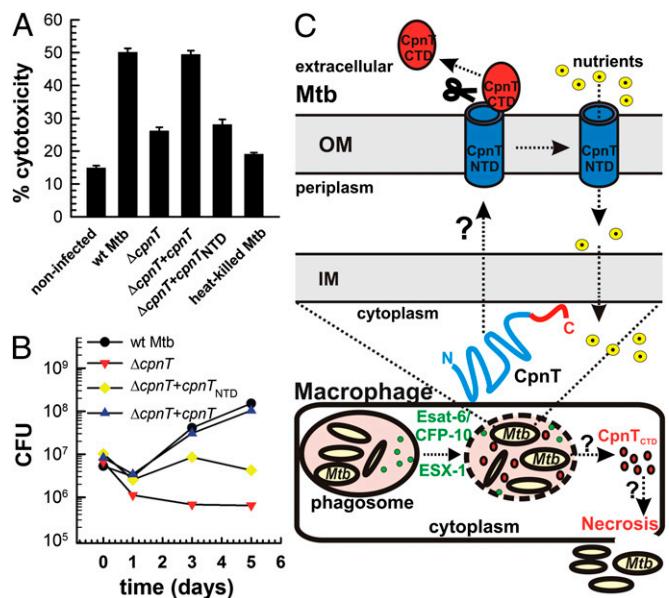 A
% cytotoxicity
60
50
40
30
20
10
0
non-infected
wt Mtb
ΔcpnT
ΔcpnT+cpnT
ΔcpnT+cpnTNTD
heat-killed Mtb
B
CFU
10⁹
10⁸
10⁷
10⁶
10⁵
0 1 2 3 4 5 6
time (days)
wt Mtb
ΔcpnT
ΔcpnT+cpnTNTD
ΔcpnT+cpnT
C
extracellular
Mtb
CpnT
CTD
CpnT
CTD
nutrients
OM
CpnT
NTD
CpnT
NTD
periplasm
?
IM
cytoplasm
N
C
CpnT
Macrophage
Esat-6/
CFP-10
ESX-1
Mtb
phagosome
Mtb
Mtb
?
CpnTCTD
?
Necrosis
cytoplasm
Mtb